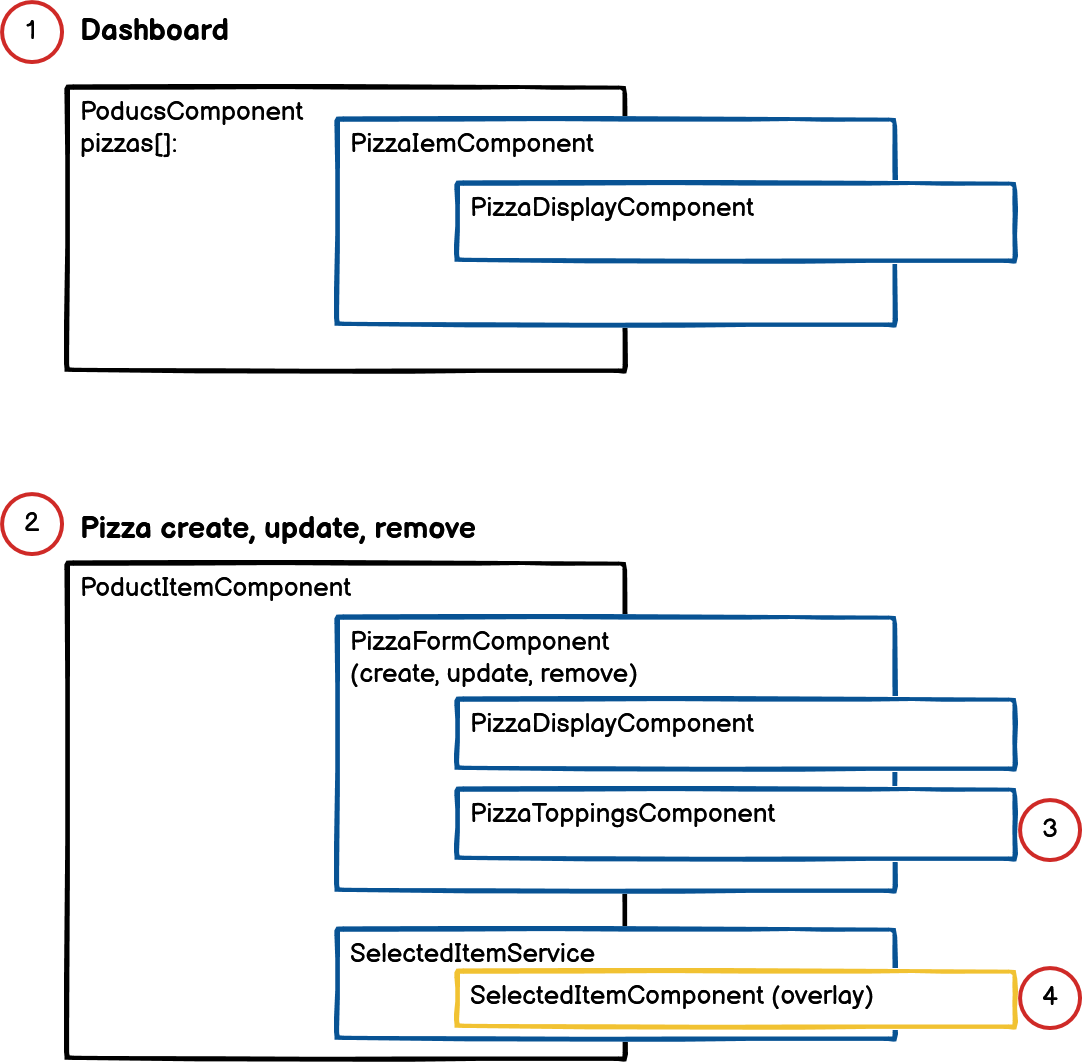 1
Dashboard
PoducsComponent
pizzas[]:
PizzaIemComponent
PizzaDisplayComponent
2
Pizza create, update, remove
PoductItemComponent
PizzaFormComponent
(create, update, remove)
PizzaDisplayComponent
PizzaToppingsComponent
3
SelectedItemService
SelectedItemComponent (overlay)
4